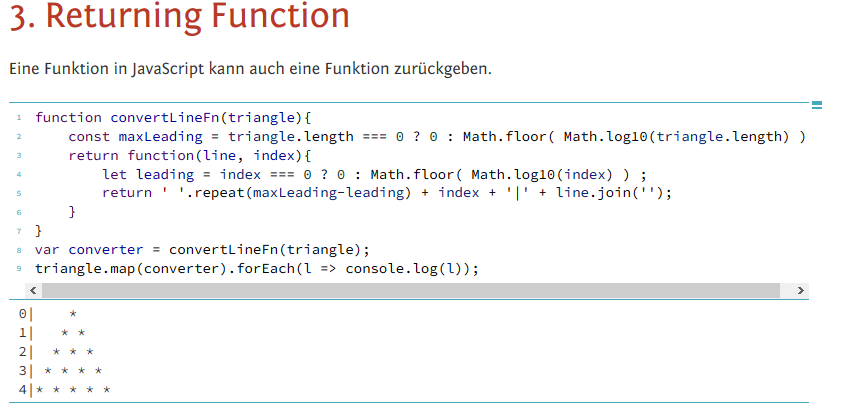 3. Returning Function
Eine Funktion in JavaScript kann auch eine Funktion zurückgeben.
1 function convertLineFn(triangle){
2     const maxLeading = triangle.length === 0 ? 0 : Math.floor( Math.log10(triangle.length) )
3     return function(line, index){
4         let leading = index === 0 ? 0 : Math.floor( Math.log10(index) ) ;
5         return ' '.repeat(maxLeading-leading) + index + '|' + line.join('');
6     }
7 }
8 var converter = convertLineFn(triangle);
9 triangle.map(converter).forEach(l => console.log(l));
0|    *
1|   * *
2|  * * *
3| * * * *
4|* * * * *